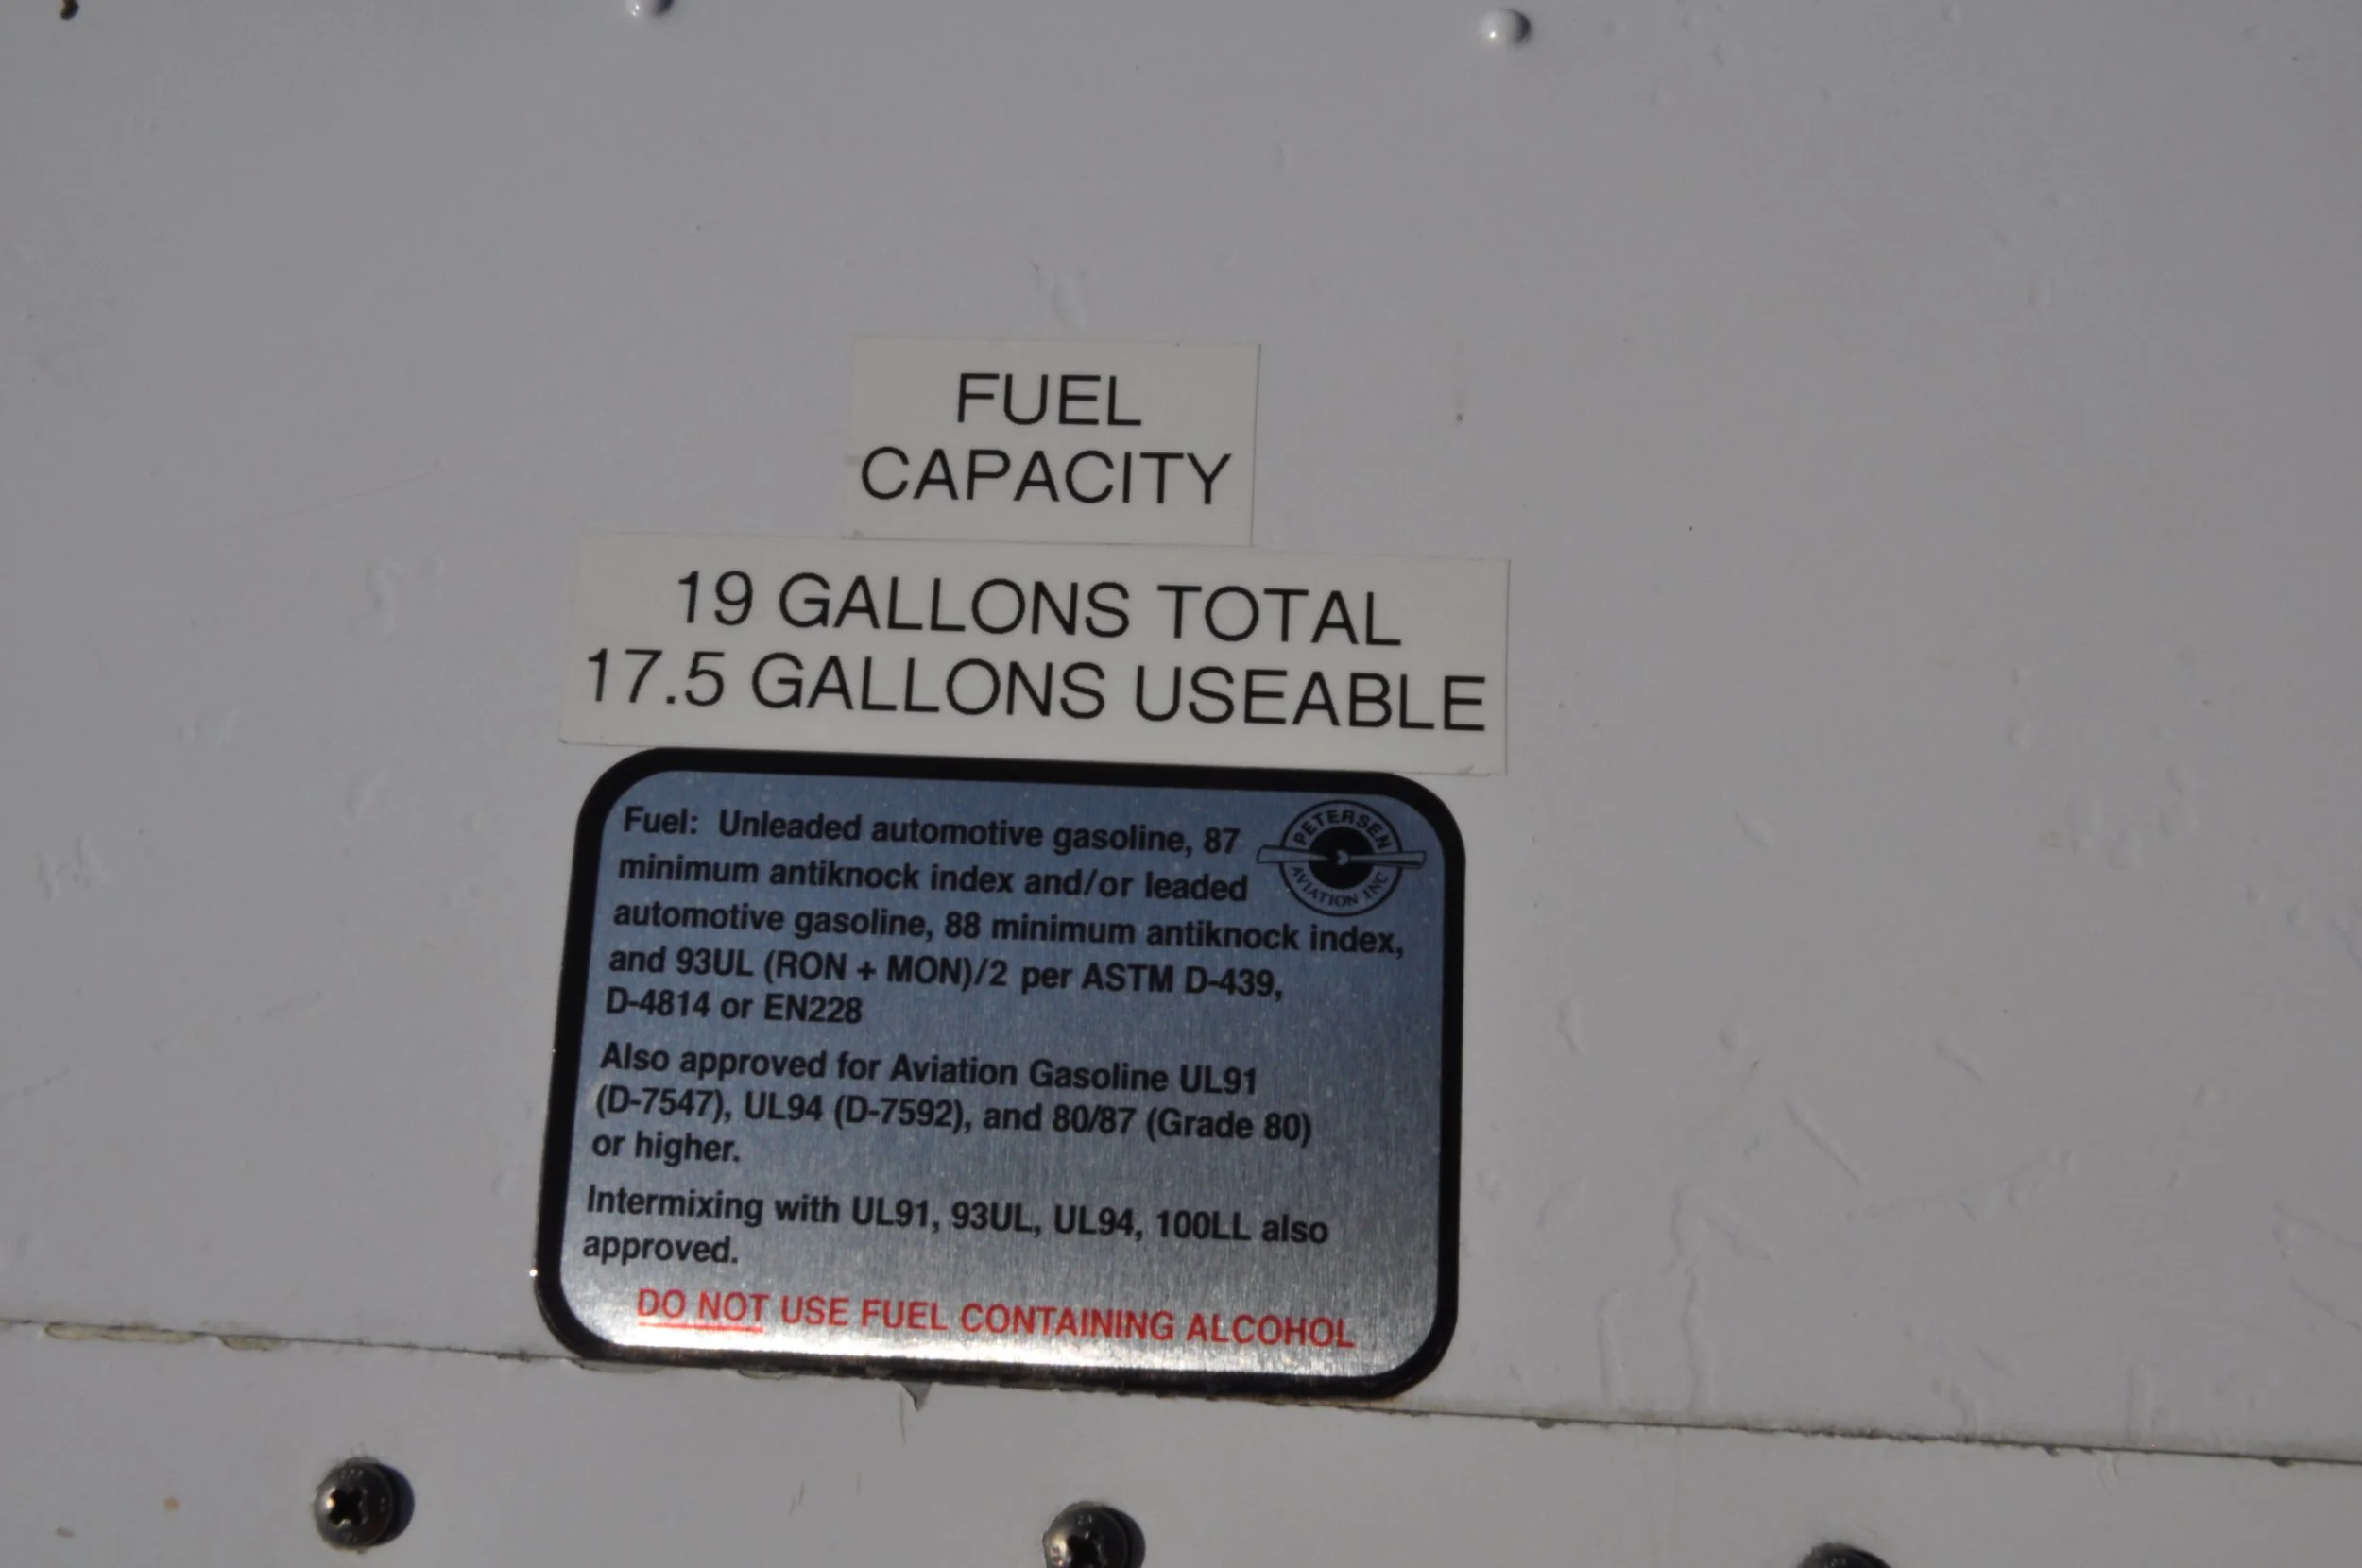 FUEL
CAPACITY
19 GALLONS TOTAL
17.5 GALLONS USEABLE
PETERSEN
AVIATION INC
Fuel: Unleaded automotive gasoline, 87
minimum antiknock index and/or leaded
automotive gasoline, 88 minimum antiknock index,
and 93UL (RON + MON)/2 per ASTM D-439,
D-4814 or EN228
Also approved for Aviation Gasoline UL91
(D-7547), UL94 (D-7592), and 80/87 (Grade 80)
or higher.
Intermixing with UL91, 93UL, UL94, 100LL also
approved.
DO NOT USE FUEL CONTAINING ALCOHOL